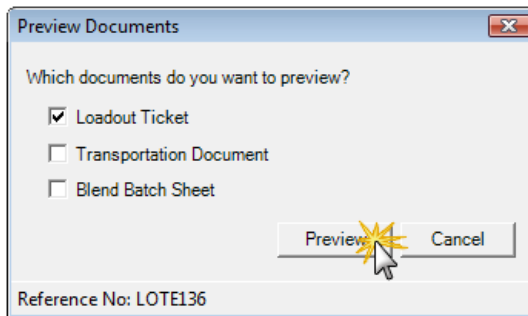 Preview Documents
Which documents do you want to preview?
Loadout Ticket
Transportation Document
Blend Batch Sheet
Preview Cancel
Reference No: LOTE136